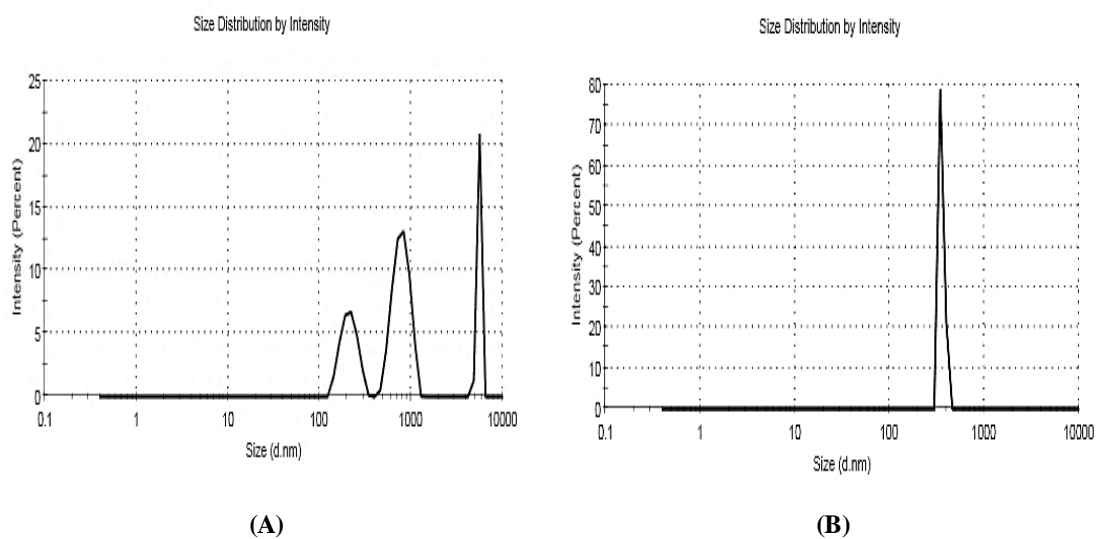 Size Distribution by Intensity
25
20
15
10
5
0
Intensity (Percent)
0.1 1 10 100 1000 10000
Size (d.nm)
(A)
Size Distribution by Intensity
80
70
60
50
40
30
20
10
0
Intensity (Percent)
0.1 1 10 100 1000 10000
Size (d.nm)
(B)